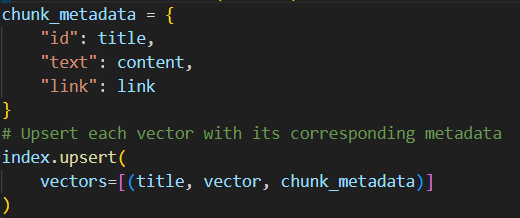 chunk_metadata = {
    "id": title,
    "text": content,
    "link": link
}
# Upsert each vector with its corresponding metadata
index.upsert(
    vectors=[(title, vector, chunk_metadata)]
)